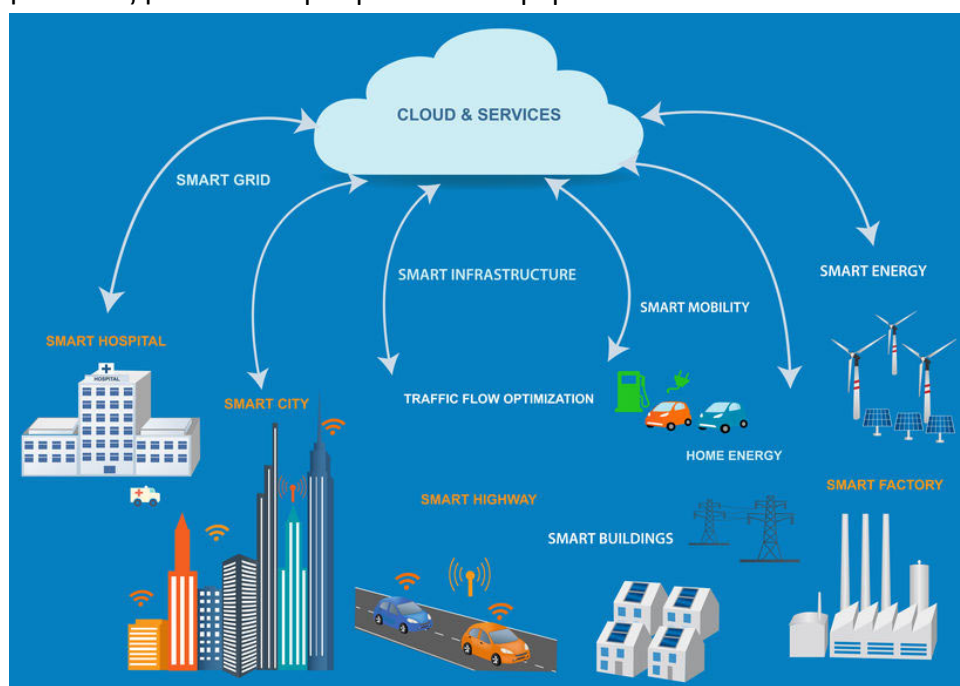 CLOUD & SERVICES
SMART GRID
SMART INFRASTRUCTURE
SMART ENERGY
SMART MOBILITY
SMART HOSPITAL
HOSPITAL
SMART CITY
TRAFFIC FLOW OPTIMIZATION
HOME ENERGY
SMART HIGHWAY
SMART FACTORY
SMART BUILDINGS